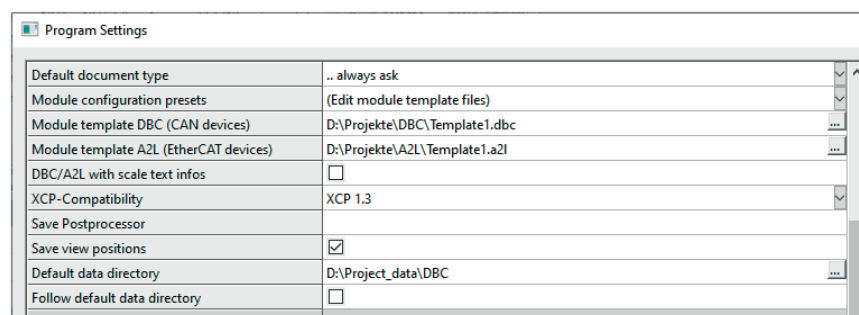 Program Settings
Default document type .. always ask
Module configuration presets (Edit module template files)
Module template DBC (CAN devices) D:\Projekte\DBC\Template1.dbc ...
Module template A2L (EtherCAT devices) D:\Projekte\A2L\Template1.a2l ...
DBC/A2L with scale text infos
XCP-Compatibility XCP 1.3
Save Postprocessor
Save view positions
Default data directory D:\Project_data\DBC ...
Follow default data directory